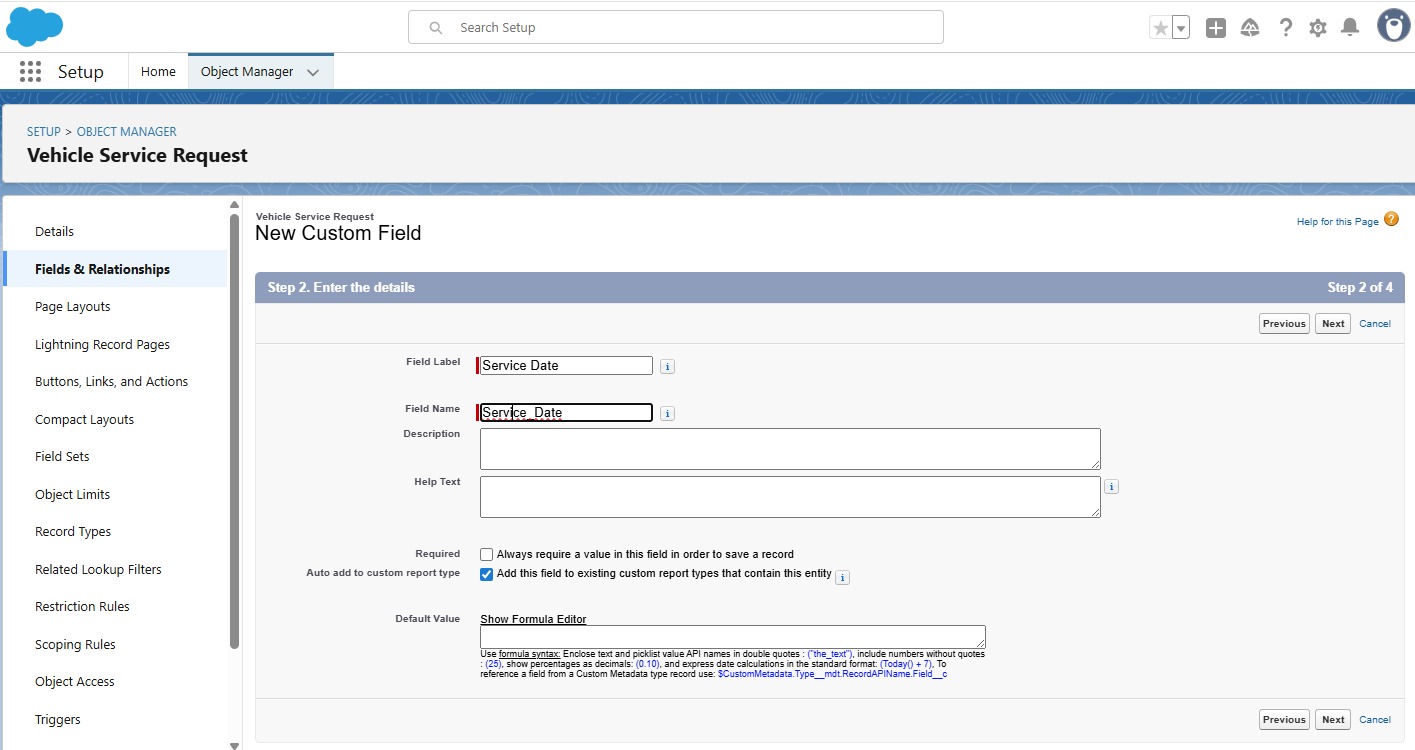 Search Setup
Setup
Home
Object Manager
SETUP > OBJECT MANAGER
Vehicle Service Request
Details
Fields & Relationships
Page Layouts
Lightning Record Pages
Buttons, Links, and Actions
Compact Layouts
Field Sets
Object Limits
Record Types
Related Lookup Filters
Restriction Rules
Scoping Rules
Object Access
Triggers
Vehicle Service Request
New Custom Field
Help for this Page ?
Step 2. Enter the details
Step 2 of 4
Previous Next Cancel
Field Label Service Date i
Field Name Service_Date i
Description
Help Text i
Required Always require a value in this field in order to save a record
Auto add to custom report type Add this field to existing custom report types that contain this entity i
Default Value Show Formula Editor
Use formula syntax: Enclose text and picklist value API names in double quotes : ("the_text"), include numbers without quotes
: (25), show percentages as decimals: (0.10), and express date calculations in the standard format: (Today() + 7), To
reference a field from a Custom Metadata type record use: $CustomMetadata.Type__mdt.RecordAPIName.Field__c
Previous Next Cancel